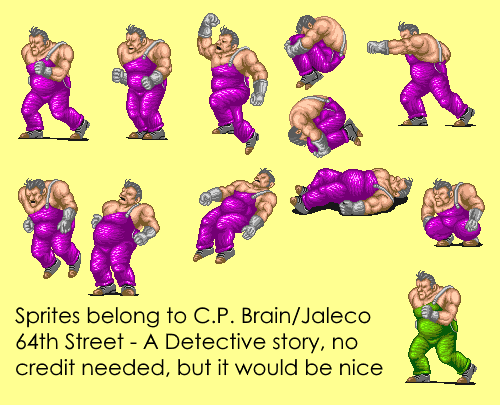 Sprites belong to C.P. Brain/Jaleco
64th Street - A Detective story, no
credit needed, but it would be nice